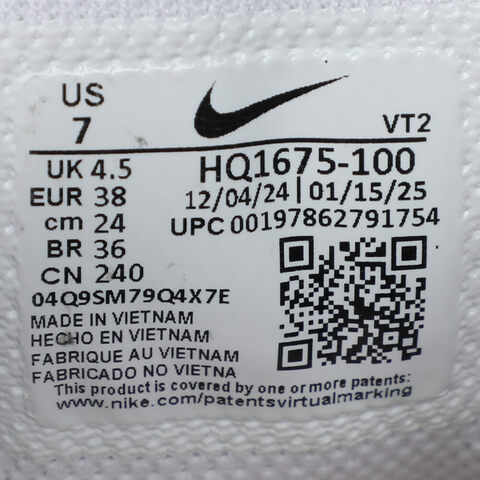 US
7
VT2
UK 4.5
HQ1675-100
EUR 38
12/04/24 | 01/15/25
cm 24
UPC 00197862791754
BR 36
CN 240
04Q9SM79Q4X7E
MADE IN VIETNAM
HECHO EN VIETNAM
FABRIQUE AU VIETNAM
FABRICADO NO VIETNA
This product is covered by one or more patents:
www.nike.com/patentsvirtualmarking